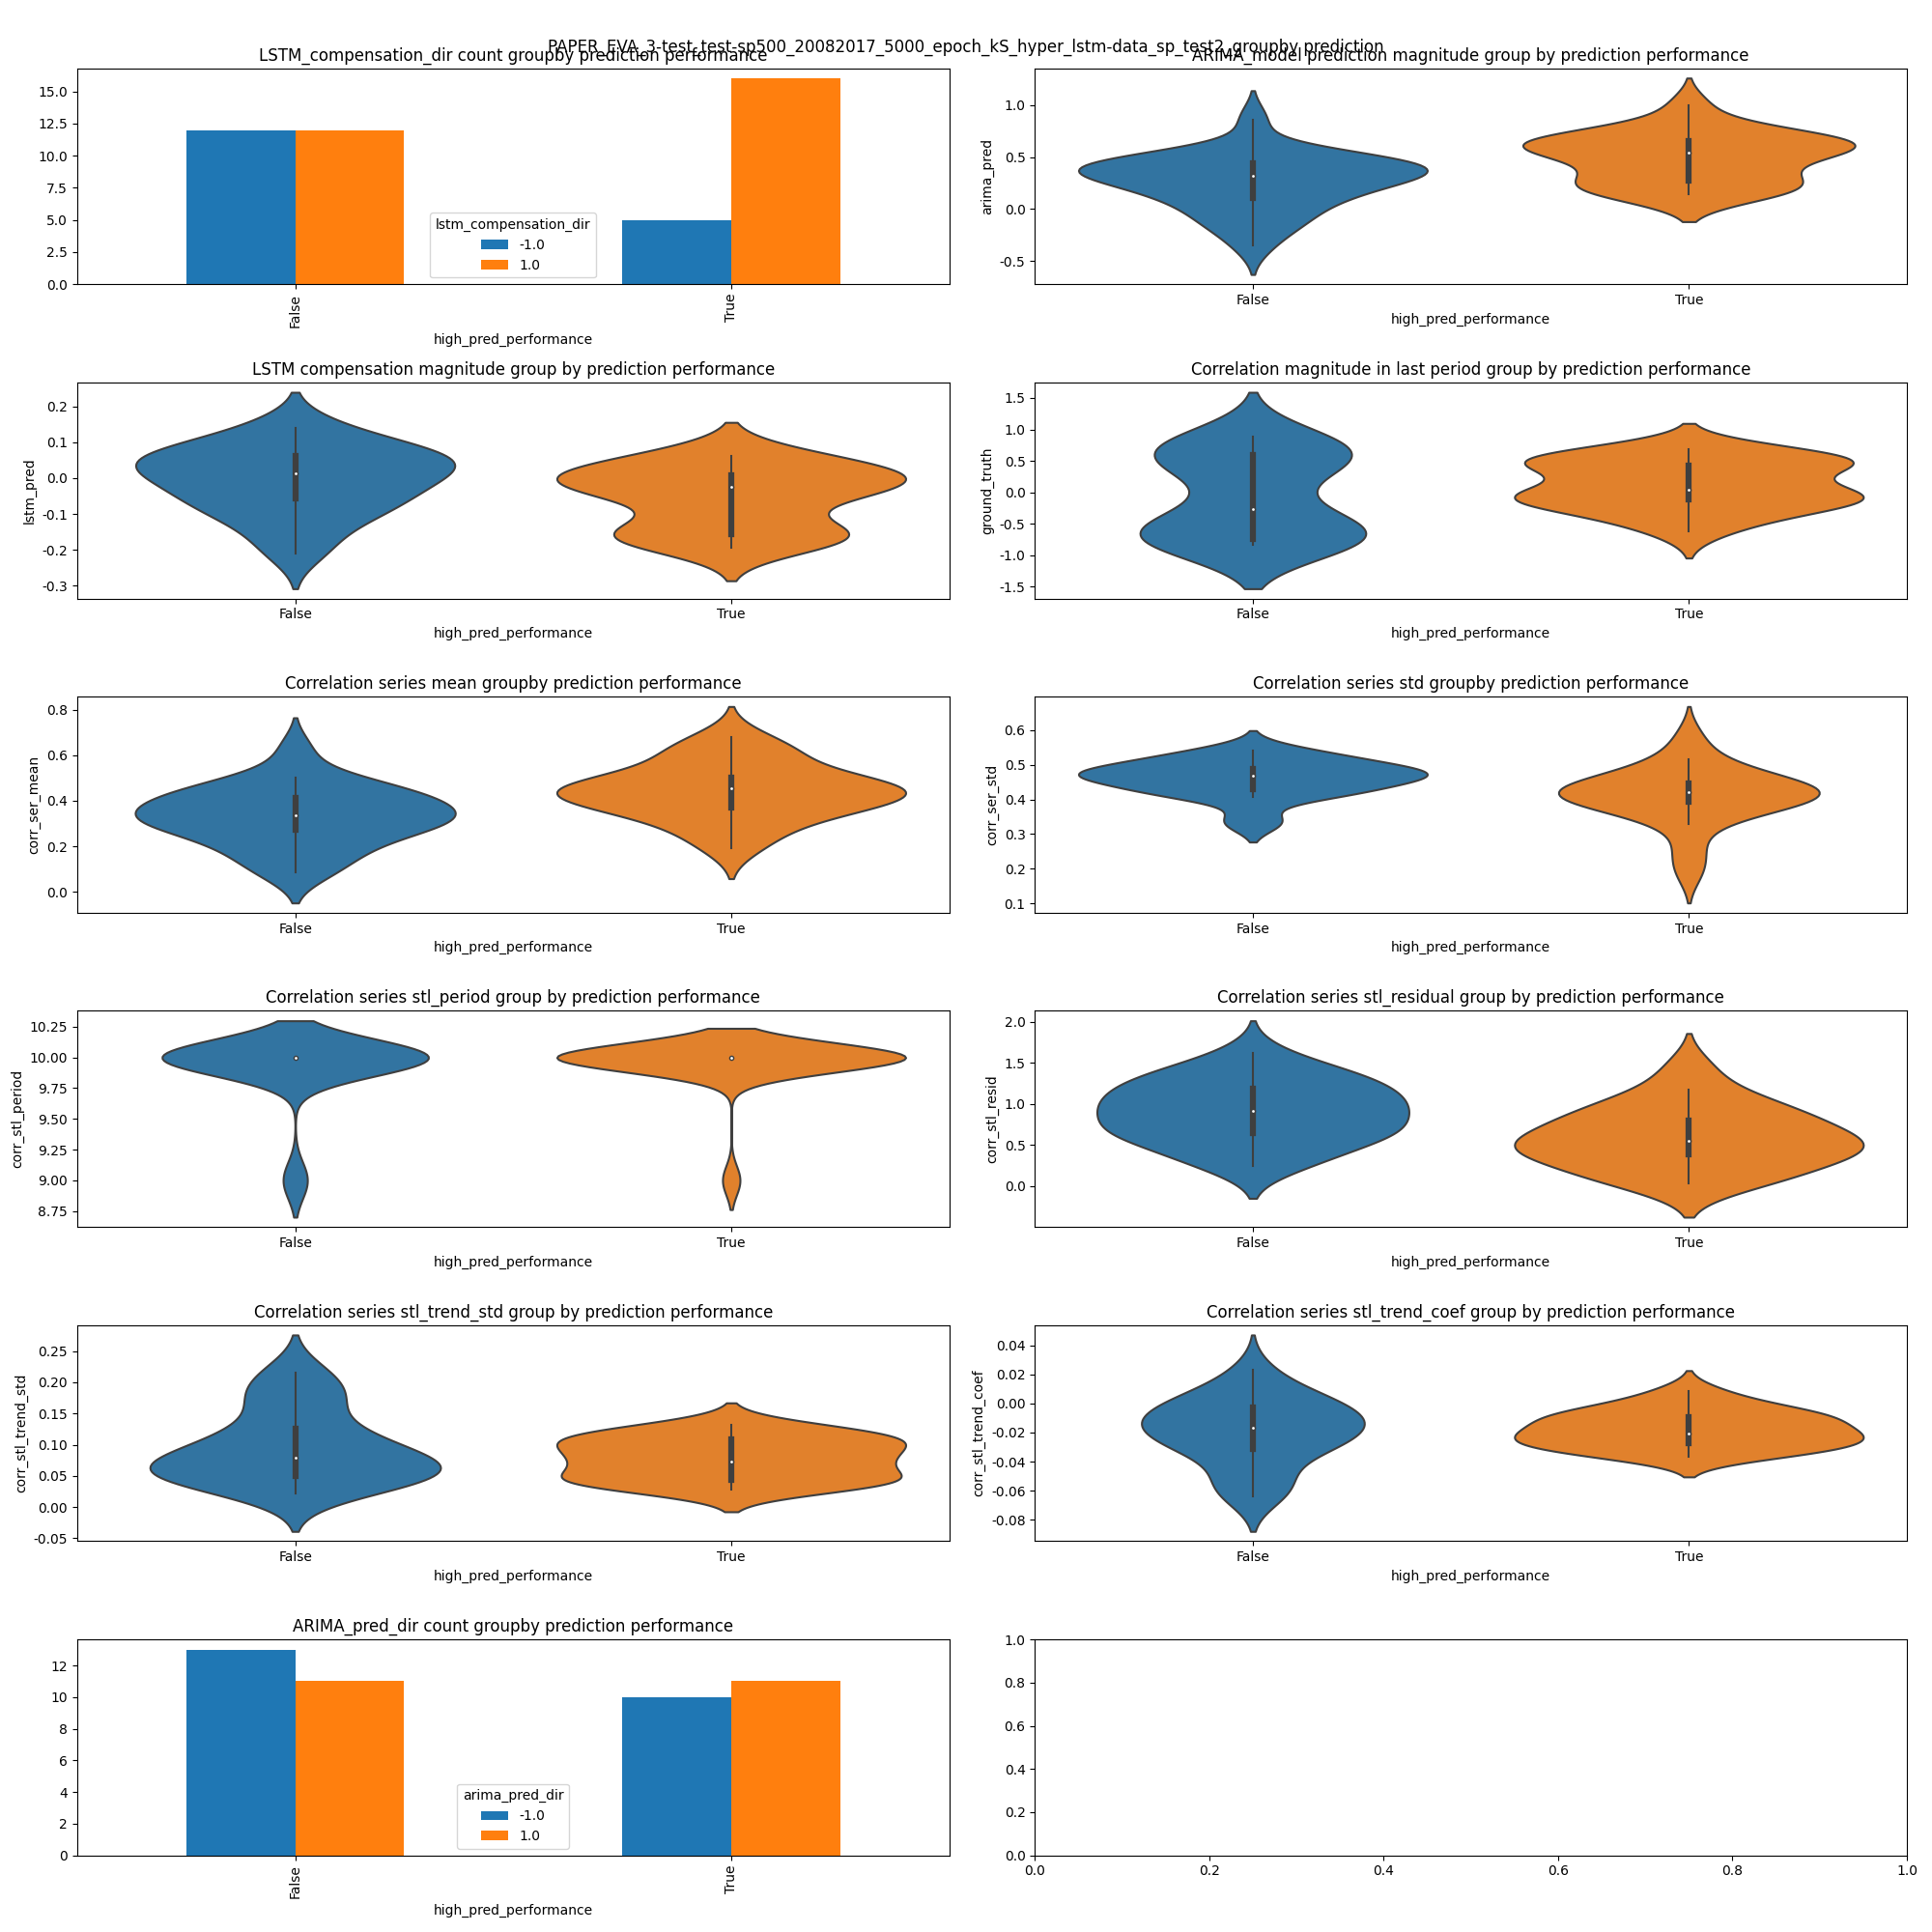 PAPER_EVA_3-test_test-sp500_20082017_5000_epoch_kS_hyper_lstm-data_sp_test2_groupby prediction
LSTM_compensation_dir count groupby prediction performance
15.0
12.5
10.0
7.5
5.0
2.5
0.0
lstm_compensation_dir
-1.0
1.0
False
True
high_pred_performance
ARIMA_model prediction magnitude group by prediction performance
arima_pred
1.0
0.5
0.0
-0.5
False
True
high_pred_performance
LSTM compensation magnitude group by prediction performance
lstm_pred
0.2
0.1
0.0
-0.1
-0.2
-0.3
False
True
high_pred_performance
Correlation magnitude in last period group by prediction performance
ground_truth
1.5
1.0
0.5
0.0
-0.5
-1.0
-1.5
False
True
high_pred_performance
Correlation series mean groupby prediction performance
corr_ser_mean
0.8
0.6
0.4
0.2
0.0
False
True
high_pred_performance
Correlation series std groupby prediction performance
corr_ser_std
0.6
0.5
0.4
0.3
0.2
0.1
False
True
high_pred_performance
Correlation series stl_period group by prediction performance
corr_stl_period
10.25
10.00
9.75
9.50
9.25
9.00
8.75
False
True
high_pred_performance
Correlation series stl_residual group by prediction performance
corr_stl_resid
2.0
1.5
1.0
0.5
0.0
False
True
high_pred_performance
Correlation series stl_trend_std group by prediction performance
corr_stl_trend_std
0.25
0.20
0.15
0.10
0.05
0.00
-0.05
False
True
high_pred_performance
Correlation series stl_trend_coef group by prediction performance
corr_stl_trend_coef
0.04
0.02
0.00
-0.02
-0.04
-0.06
-0.08
False
True
high_pred_performance
ARIMA_pred_dir count groupby prediction performance
12
10
8
6
4
2
0
arima_pred_dir
-1.0
1.0
False
True
high_pred_performance
1.0
0.8
0.6
0.4
0.2
0.0
0.0
0.2
0.4
0.6
0.8
1.0